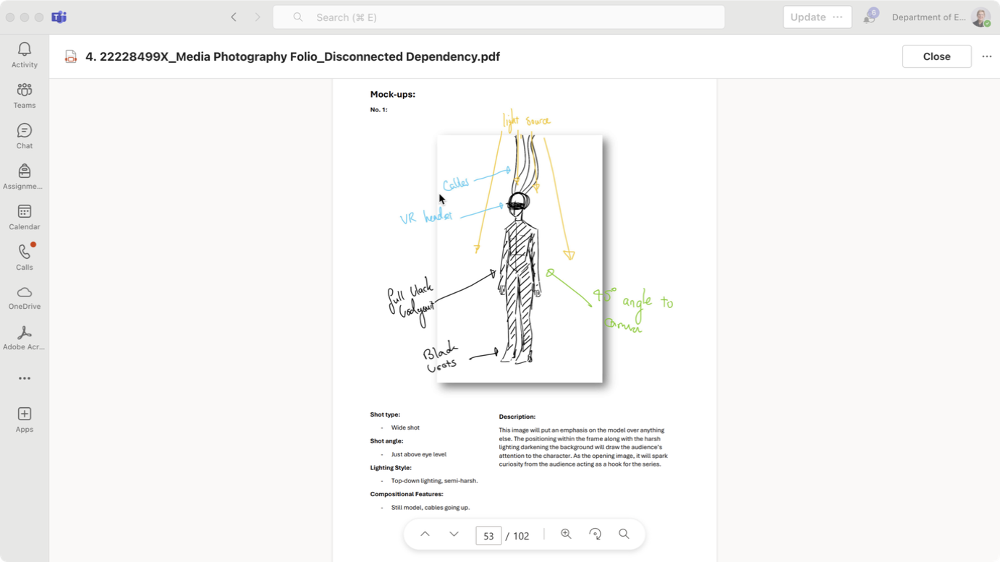 Search (⌘ E)
Update ...
6
Department of E...
Activity
Teams
Chat
Assignme...
Calendar
Calls
OneDrive
Adobe Acr...
Apps
4. 22228499X_Media Photography Folio_Disconnected Dependency.pdf
Close
Mock-ups:
No. 1:
light source
Cables
VR headset
full black
bodysuit
45° angle to
camera
Black
boots
Shot type:
- Wide shot
Shot angle:
- Just above eye level
Lighting Style:
- Top-down lighting, semi-harsh.
Compositional Features:
- Still model, cables going up.
Description:
This image will put an emphasis on the model over anything
else. The positioning within the frame along with the harsh
lighting darkening the background will draw the audience's
attention to the character. As the opening image, it will spark
curiosity from the audience acting as a hook for the series.
53 / 102